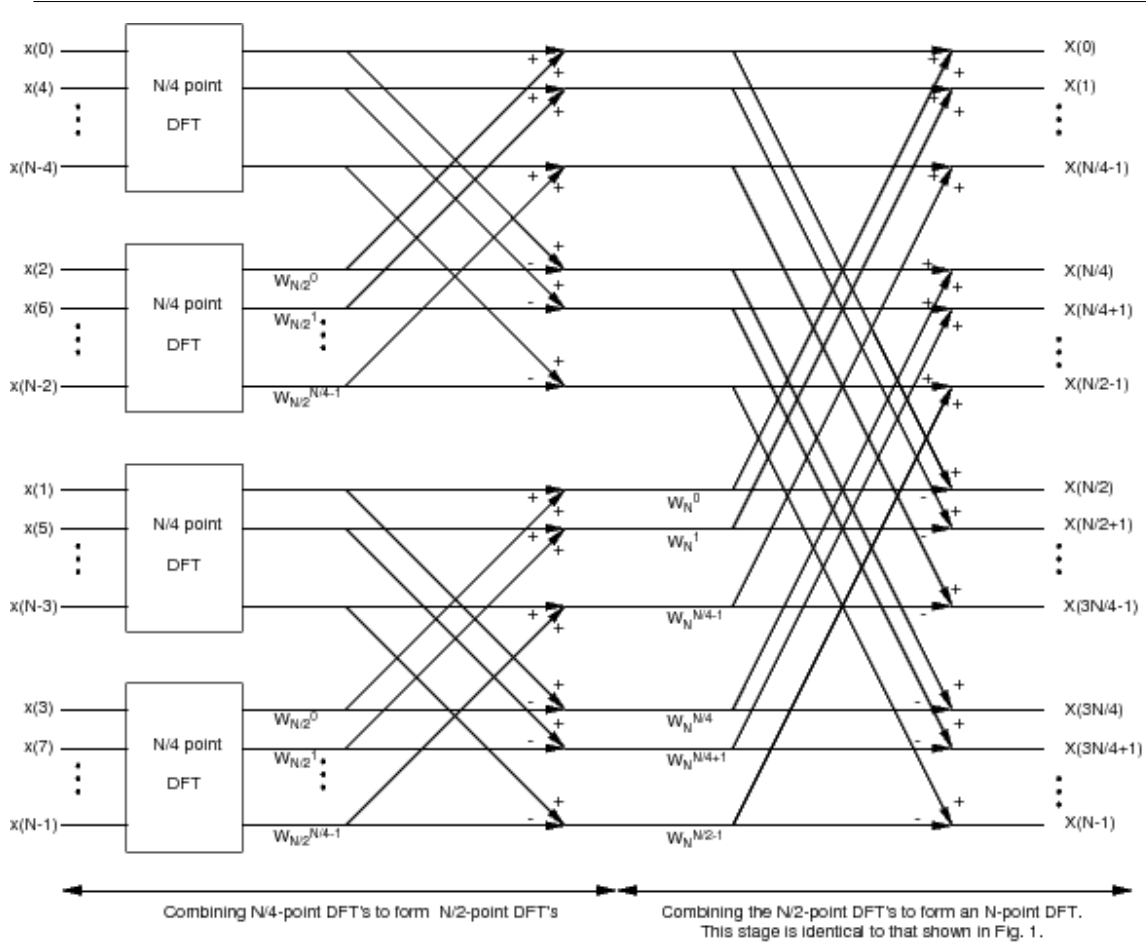 x(0)
x(4)
x(N-4)
N/4 point
DFT
X(0)
X(1)
X(N/4-1)
x(2)
x(6)
x(N-2)
N/4 point
DFT
W_{N/2}^0
W_{N/2}^1
W_{N/2}^{N/4-1}
X(N/4)
X(N/4+1)
X(N/2-1)
x(1)
x(5)
x(N-3)
N/4 point
DFT
W_N^0
W_N^1
W_N^{N/4-1}
X(N/2)
X(N/2+1)
X(3N/4-1)
x(3)
x(7)
x(N-1)
N/4 point
DFT
W_{N/2}^0
W_{N/2}^1
W_{N/2}^{N/4-1}
W_N^{N/4}
W_N^{N/4+1}
W_N^{N/2-1}
X(3N/4)
X(3N/4+1)
X(N-1)
Combining N/4-point DFT's to form N/2-point DFT's
Combining the N/2-point DFT's to form an N-point DFT.
This stage is identical to that shown in Fig. 1.